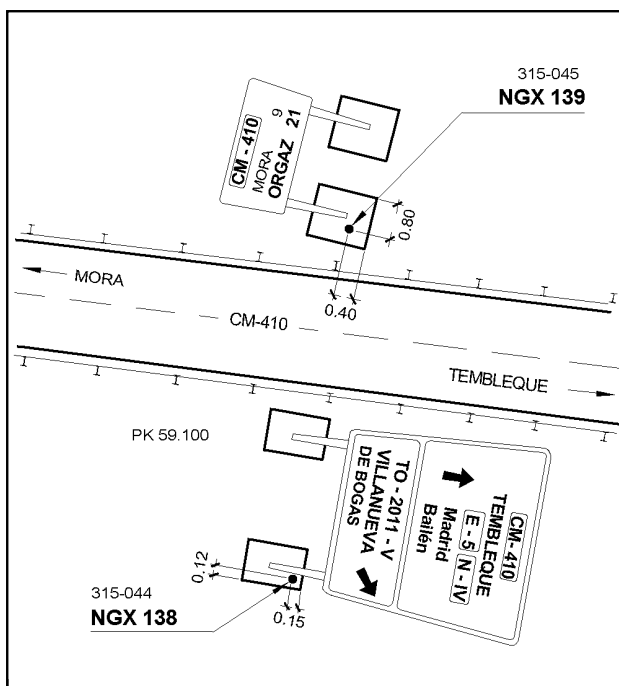 315-045
NGX 139
CM - 410
MORA 9
ORGAZ 21
0.80
0.40
MORA
CM-410
TEMBLEQUE
PK 59.100
TO - 2011 - V
VILLANUEVA
DE BOGAS
CM- 410
TEMBLEQUE
E - 5 N - IV
Madrid
Bailén
0.12
315-044
NGX 138
0.15